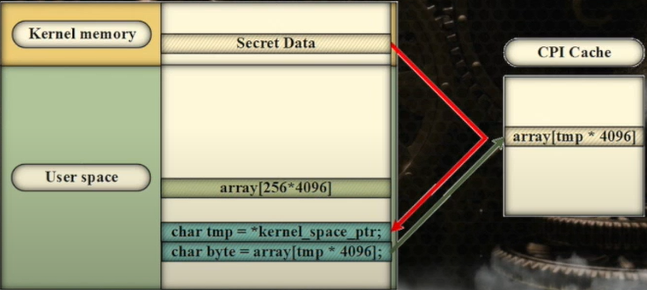 Kernel memory
Secret Data
CPI Cache
array[tmp * 4096]
User space
array[256*4096]
char tmp = *kernel_space_ptr;
char byte = array[tmp * 4096];